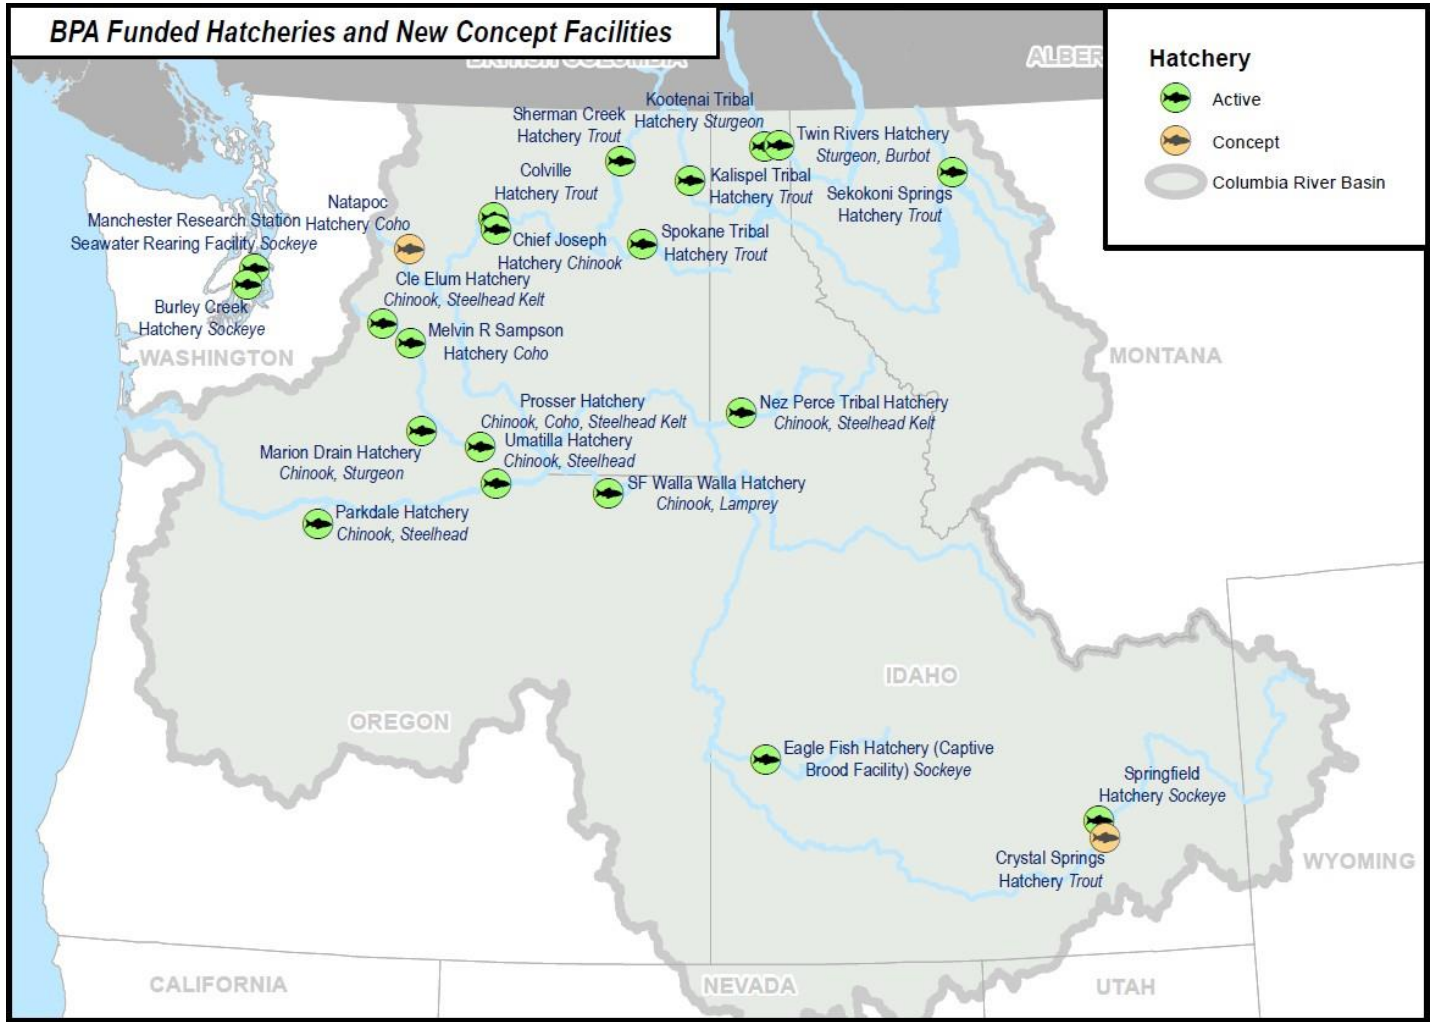 BPA Funded Hatcheries and New Concept Facilities
BRITISH COLUMBIA
ALBER
Hatchery
Active
Concept
Columbia River Basin
Kootenai Tribal
Hatchery Sturgeon
Sherman Creek
Hatchery Trout
Twin Rivers Hatchery
Sturgeon, Burbot
Colville
Hatchery Trout
Kalispel Tribal
Hatchery Trout
Sekokoni Springs
Hatchery Trout
Natapoc
Hatchery Coho
Manchester Research Station
Seawater Rearing Facility Sockeye
Chief Joseph
Hatchery Chinook
Spokane Tribal
Hatchery Trout
Cle Elum Hatchery
Chinook, Steelhead Kelt
Burley Creek
Hatchery Sockeye
Melvin R Sampson
Hatchery Coho
WASHINGTON
MONTANA
Prosser Hatchery
Chinook, Coho, Steelhead Kelt
Nez Perce Tribal Hatchery
Chinook, Steelhead Kelt
Marion Drain Hatchery
Chinook, Sturgeon
Umatilla Hatchery
Chinook, Steelhead
SF Walla Walla Hatchery
Chinook, Lamprey
Parkdale Hatchery
Chinook, Steelhead
IDAHO
OREGON
Eagle Fish Hatchery (Captive
Brood Facility) Sockeye
Springfield
Hatchery Sockeye
Crystal Springs
Hatchery Trout
WYOMING
CALIFORNIA
NEVADA
UTAH